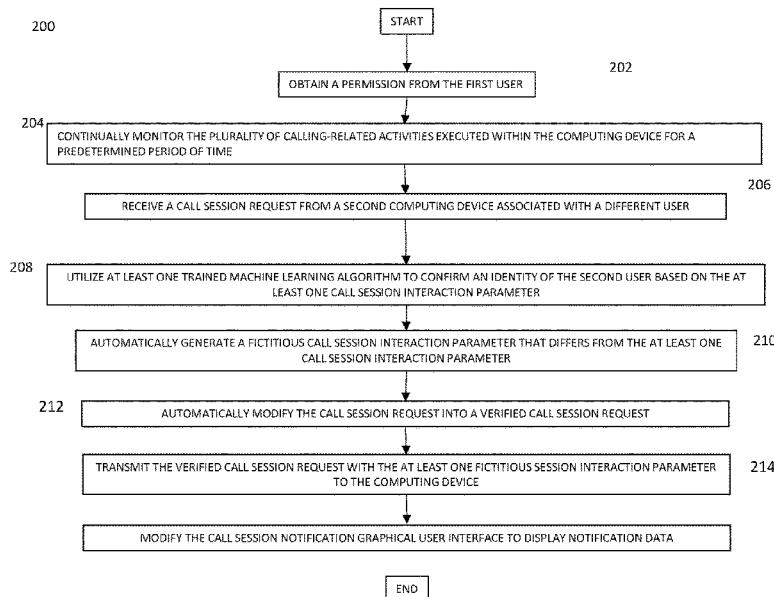 200
START
202
OBTAIN A PERMISSION FROM THE FIRST USER
204
CONTINUALLY MONITOR THE PLURALITY OF CALLING-RELATED ACTIVITIES EXECUTED WITHIN THE COMPUTING DEVICE FOR A
PREDETERMINED PERIOD OF TIME
206
RECEIVE A CALL SESSION REQUEST FROM A SECOND COMPUTING DEVICE ASSOCIATED WITH A DIFFERENT USER
208
UTILIZE AT LEAST ONE TRAINED MACHINE LEARNING ALGORITHM TO CONFIRM AN IDENTITY OF THE SECOND USER BASED ON THE AT
LEAST ONE CALL SESSION INTERACTION PARAMETER
210
AUTOMATICALLY GENERATE A FICTITIOUS CALL SESSION INTERACTION PARAMETER THAT DIFFERS FROM THE AT LEAST ONE
CALL SESSION INTERACTION PARAMETER
212
AUTOMATICALLY MODIFY THE CALL SESSION REQUEST INTO A VERIFIED CALL SESSION REQUEST
TRANSMIT THE VERIFIED CALL SESSION REQUEST WITH THE AT LEAST ONE FICTITIOUS SESSION INTERACTION PARAMETER
TO THE COMPUTING DEVICE
214
MODIFY THE CALL SESSION NOTIFICATION GRAPHICAL USER INTERFACE TO DISPLAY NOTIFICATION DATA
END